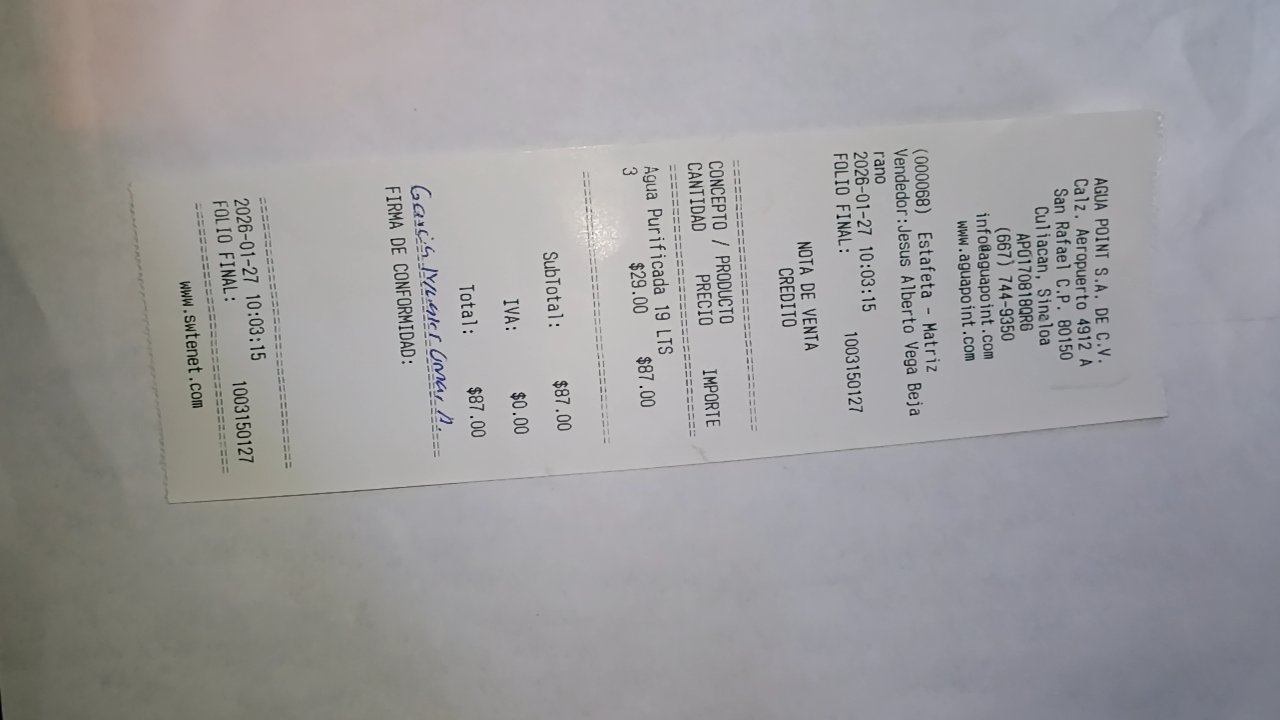 AGUA POINT S.A. DE C.V.
Calz. Aeropuerto 4912 A
San Rafael C.P. 80150
Culiacan, Sinaloa
APO170818QR6
(667) 744-9350
info@aguapoint.com
www.aguapoint.com
(000068) Estafeta - Matriz
Vendedor:Jesus Alberto Vega Beja
rano
2026-01-27 10:03:15
FOLIO FINAL: 1003150127
NOTA DE VENTA
CREDITO
================================
CONCEPTO / PRODUCTO
CANTIDAD PRECIO IMPORTE
================================
Agua Purificada 19 LTS
3 $29.00 $87.00
================================
SubTotal: $87.00
IVA: $0.00
Total: $87.00
================================
FIRMA DE CONFORMIDAD:
================================
2026-01-27 10:03:15
FOLIO FINAL: 1003150127
================================
www.swtenet.com